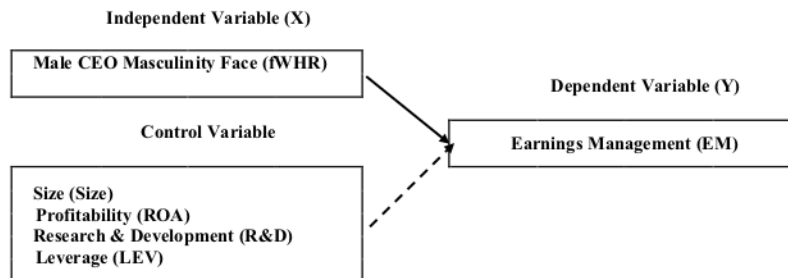 Independent Variable (X)
Male CEO Masculinity Face (fWHR)
Dependent Variable (Y)
Control Variable
Earnings Management (EM)
Size (Size)
Profitability (ROA)
Research & Development (R&D)
Leverage (LEV)